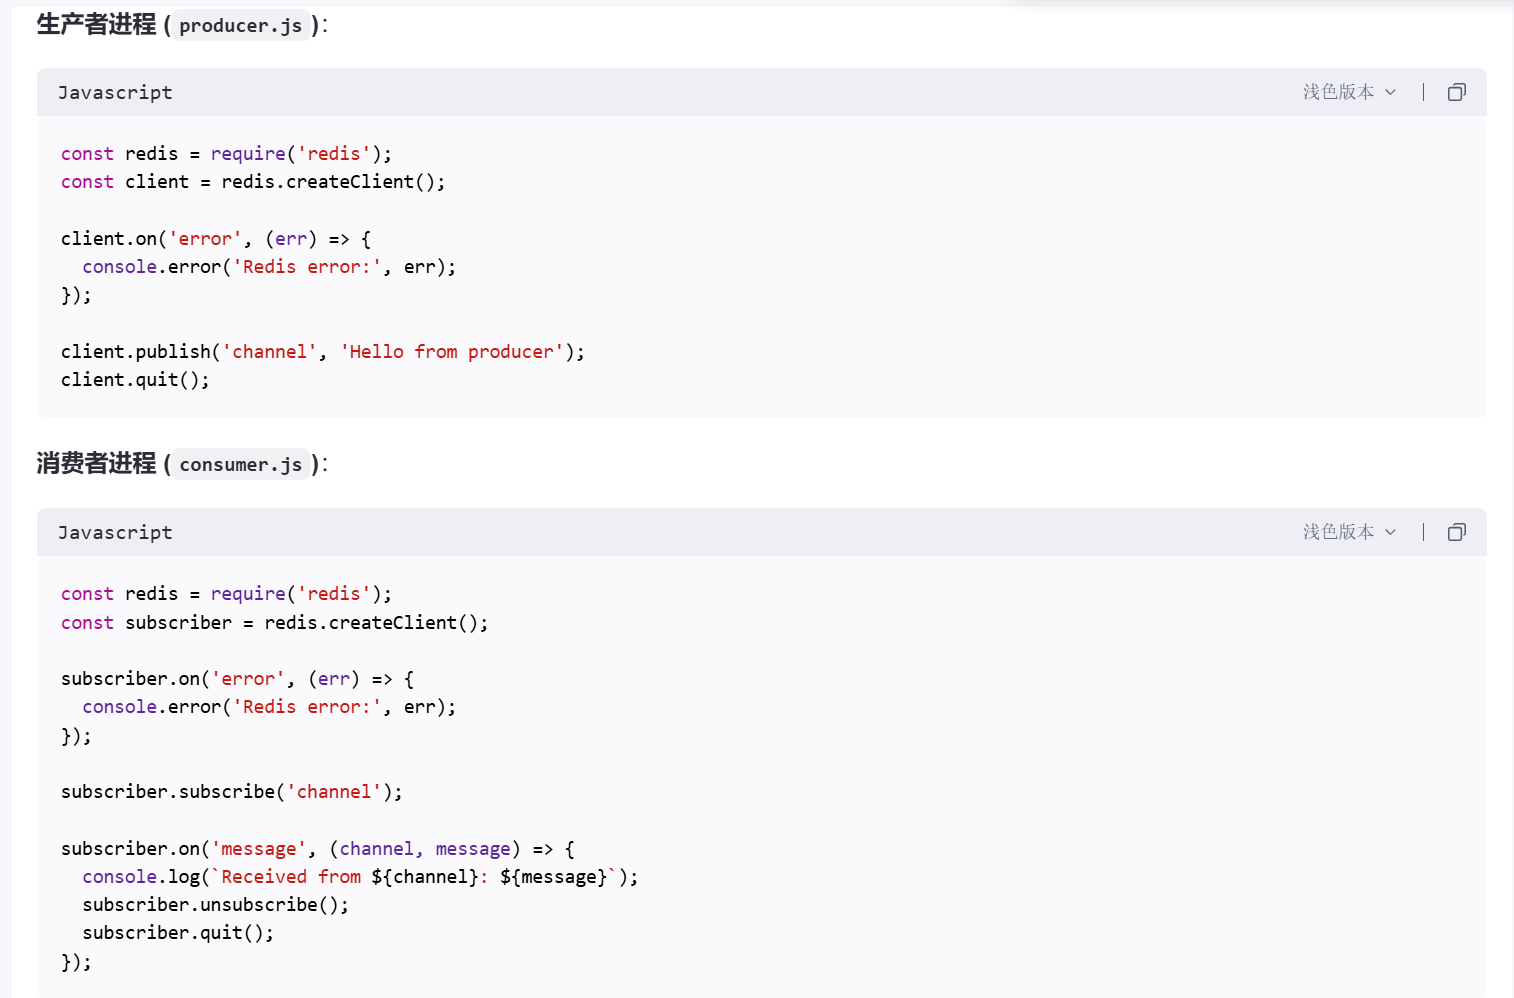 生产者进程 (producer.js)：
Javascript 浅色版本
const redis = require('redis');
const client = redis.createClient();
client.on('error', (err) => {
  console.error('Redis error:', err);
});
client.publish('channel', 'Hello from producer');
client.quit();
消费者进程 (consumer.js)：
Javascript 浅色版本
const redis = require('redis');
const subscriber = redis.createClient();
subscriber.on('error', (err) => {
  console.error('Redis error:', err);
});
subscriber.subscribe('channel');
subscriber.on('message', (channel, message) => {
  console.log(`Received from ${channel}: ${message}`);
  subscriber.unsubscribe();
  subscriber.quit();
});